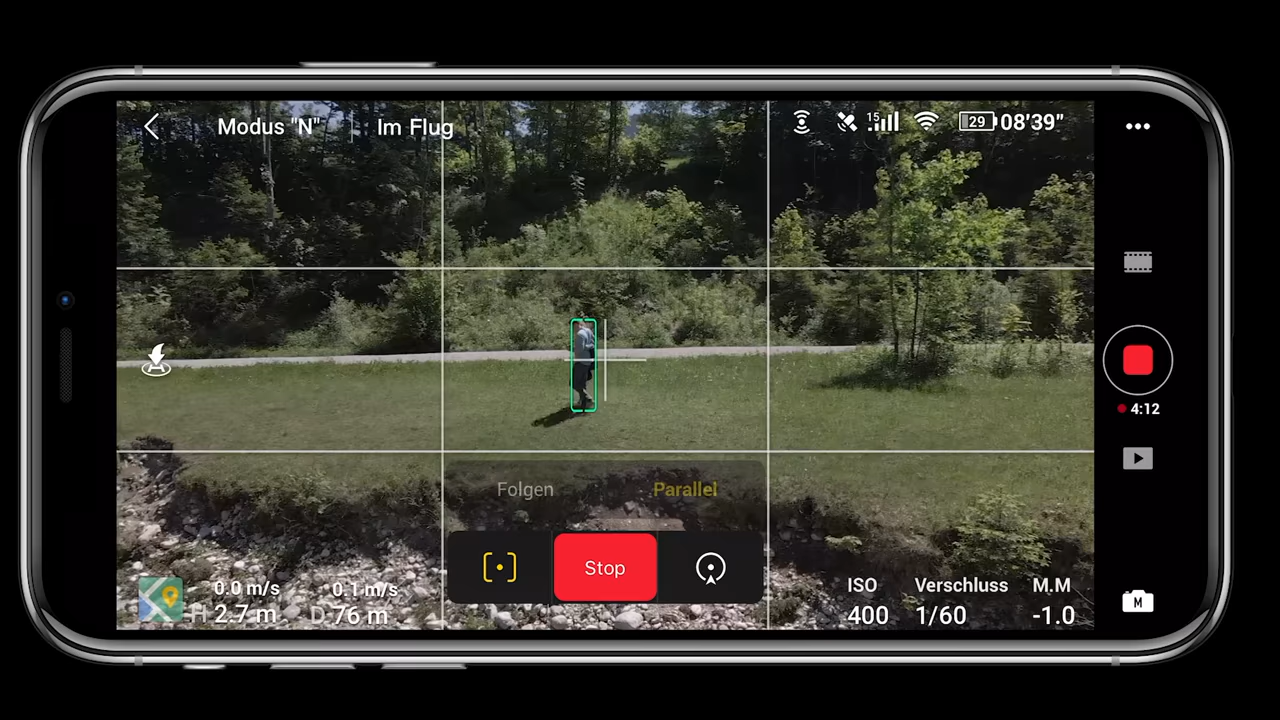 Modus "N" Im Flug 15 29 08'39"
4:12
Folgen Parallel
Stop
0.0 m/s 0.1 m/s
H 2.7 m D 76 m
ISO Verschluss M.M
400 1/60 -1.0
M